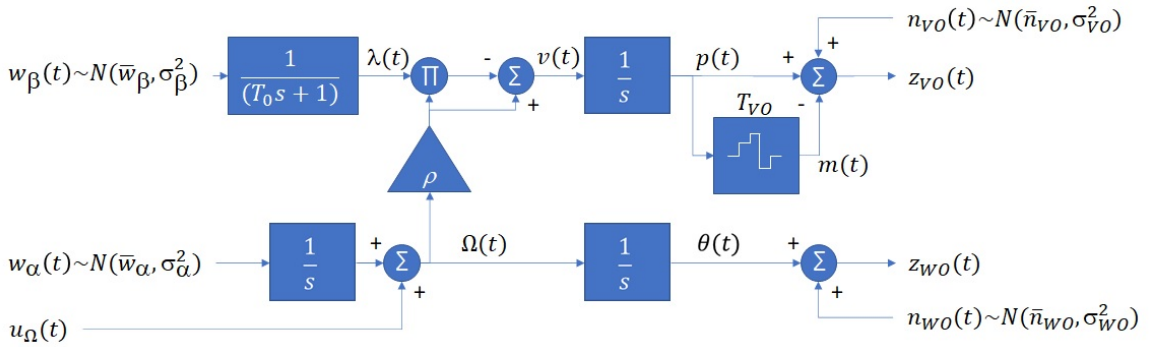 n_VO(t)~N(n̄_VO,σ²_VO)
w_β(t)~N(w̄_β,σ²_β)
1
(T₀s + 1)
λ(t)
Π
-
Σ
+
v(t)
1
s
p(t)
+
+
Σ
-
z_VO(t)
T_VO
m(t)
ρ
w_α(t)~N(w̄_α,σ²_α)
1
s
+
Σ
+
Ω(t)
1
s
θ(t)
+
Σ
+
z_WO(t)
u_Ω(t)
n_WO(t)~N(n̄_WO,σ²_WO)